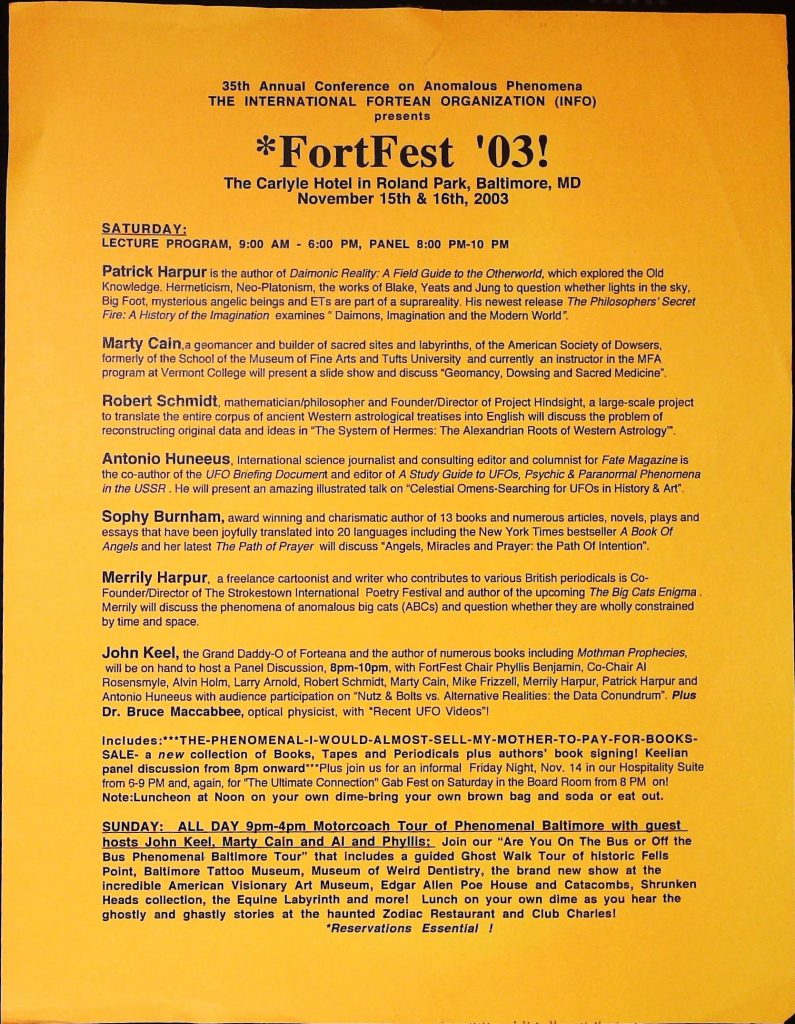 35th Annual Conference on Anomalous Phenomena
THE INTERNATIONAL FORTEAN ORGANIZATION (INFO)
presents
*FortFest '03!
The Carlyle Hotel in Roland Park, Baltimore, MD
November 15th & 16th, 2003
SATURDAY:
LECTURE PROGRAM, 9:00 AM - 6:00 PM, PANEL 8:00 PM-10 PM
Patrick Harpur is the author of Daimonic Reality: A Field Guide to the Otherworld, which explored the Old
Knowledge. Hermeticism, Neo-Platonism, the works of Blake, Yeats and Jung to question whether lights in the sky,
Big Foot, mysterious angelic beings and ETs are part of a suprareality. His newest release The Philosophers' Secret
Fire: A History of the Imagination examines " Daimons, Imagination and the Modern World".
Marty Cain,a geomancer and builder of sacred sites and labyrinths, of the American Society of Dowsers,
formerly of the School of the Museum of Fine Arts and Tufts University and currently an instructor in the MFA
program at Vermont College will present a slide show and discuss "Geomancy, Dowsing and Sacred Medicine".
Robert Schmidt, mathematician/philosopher and Founder/Director of Project Hindsight, a large-scale project
to translate the entire corpus of ancient Western astrological treatises into English will discuss the problem of
reconstructing original data and ideas in "The System of Hermes: The Alexandrian Roots of Western Astrology'".
Antonio Huneeus, International science journalist and consulting editor and columnist for Fate Magazine is
the co-author of the UFO Briefing Document and editor of A Study Guide to UFOs, Psychic & Paranormal Phenomena
in the USSR . He will present an amazing illustrated talk on "Celestial Omens-Searching for UFOs in History & Art".
Sophy Burnham, award winning and charismatic author of 13 books and numerous articles, novels, plays and
essays that have been joyfully translated into 20 languages including the New York Times bestseller A Book Of
Angels and her latest The Path of Prayer will discuss "Angels, Miracles and Prayer: the Path Of Intention".
Merrily Harpur, a freelance cartoonist and writer who contributes to various British periodicals is Co-
Founder/Director of The Strokestown International Poetry Festival and author of the upcoming The Big Cats Enigma .
Merrily will discuss the phenomena of anomalous big cats (ABCs) and question whether they are wholly constrained
by time and space.
John Keel, the Grand Daddy-O of Forteana and the author of numerous books including Mothman Prophecies,
will be on hand to host a Panel Discussion, 8pm-10pm, with FortFest Chair Phyllis Benjamin, Co-Chair Al
Rosensmyle, Alvin Holm, Larry Arnold, Robert Schmidt, Marty Cain, Mike Frizzell, Merrily Harpur, Patrick Harpur and
Antonio Huneeus with audience participation on "Nutz & Bolts vs. Alternative Realities: the Data Conundrum". Plus
Dr. Bruce Maccabbee, optical physicist, with "Recent UFO Videos"!
Includes:***THE-PHENOMENAL-I-WOULD-ALMOST-SELL-MY-MOTHER-TO-PAY-FOR-BOOKS-
SALE- a new collection of Books, Tapes and Periodicals plus authors' book signing! Keelian
panel discussion from 8pm onward***Plus join us for an informal Friday Night, Nov. 14 in our Hospitality Suite
from 6-9 PM and, again, for "The Ultimate Connection" Gab Fest on Saturday in the Board Room from 8 PM on!
Note:Luncheon at Noon on your own dime-bring your own brown bag and soda or eat out.
SUNDAY: ALL DAY 9pm-4pm Motorcoach Tour of Phenomenal Baltimore with guest
hosts John Keel, Marty Cain and Al and Phyllis: Join our "Are You On The Bus or Off the
Bus Phenomenal Baltimore Tour" that includes a guided Ghost Walk Tour of historic Fells
Point, Baltimore Tattoo Museum, Museum of Weird Dentistry, the brand new show at the
incredible American Visionary Art Museum, Edgar Allen Poe House and Catacombs, Shrunken
Heads collection, the Equine Labyrinth and more! Lunch on your own dime as you hear the
ghostly and ghastly stories at the haunted Zodiac Restaurant and Club Charles!
*Reservations Essential !